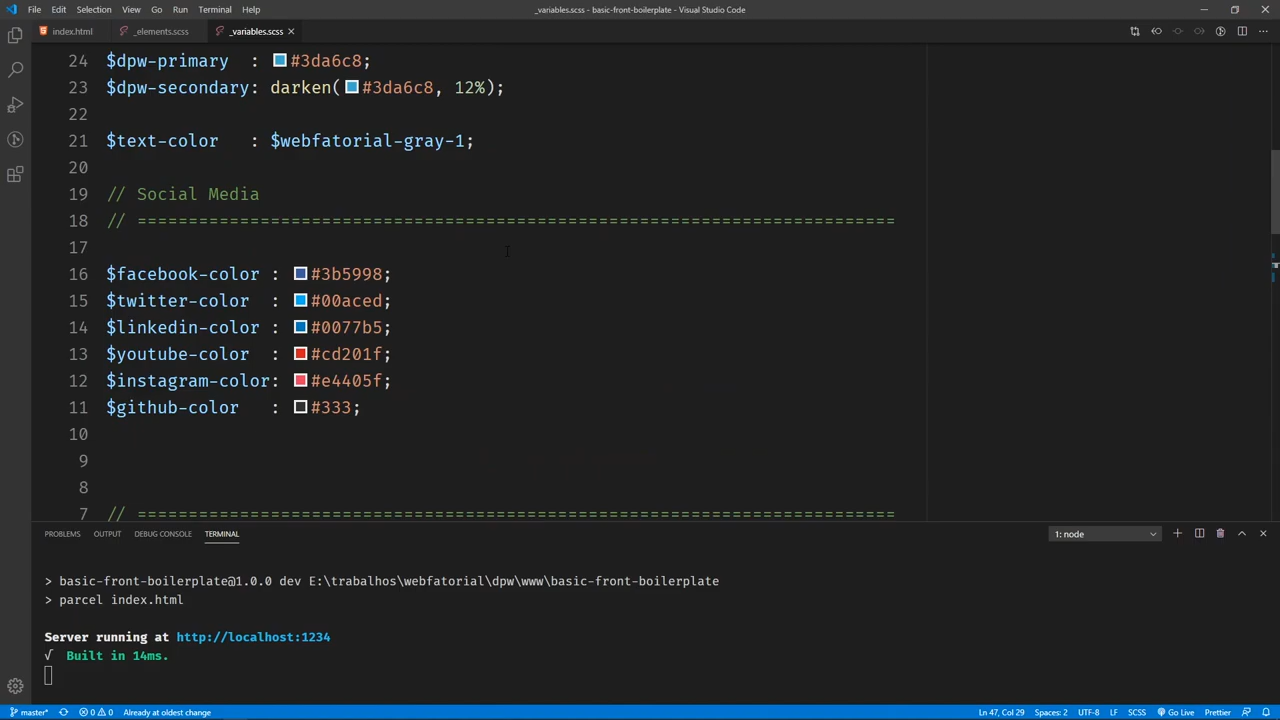 File Edit Selection View Go Run Terminal Help
_variables.scss - basic-front-boilerplate - Visual Studio Code
index.html _elements.scss _variables.scss
24 $dpw-primary  : #3da6c8;
23 $dpw-secondary: darken(#3da6c8, 12%);
22
21 $text-color   : $webfatorial-gray-1;
20
19 // Social Media
18 // ==========================================================================
17
16 $facebook-color : #3b5998;
15 $twitter-color  : #00aced;
14 $linkedin-color : #0077b5;
13 $youtube-color  : #cd201f;
12 $instagram-color: #e4405f;
11 $github-color   : #333;
10
9
8
7 // ==========================================================================
PROBLEMS OUTPUT DEBUG CONSOLE TERMINAL 1: node
> basic-front-boilerplate@1.0.0 dev E:\trabalhos\webfatorial\dpw\www\basic-front-boilerplate
> parcel index.html
Server running at http://localhost:1234
√ Built in 14ms.
master* 0 0 Already at oldest change Ln 47, Col 29 Spaces: 2 UTF-8 LF SCSS Go Live Prettier